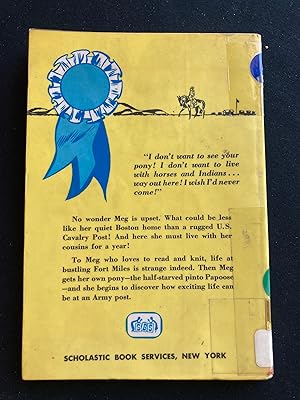 "I don't want to see your
pony! I don't want to live
with horses and Indians...
way out here! I wish I'd never
come!"
No wonder Meg is upset. What could be less
like her quiet Boston home than a rugged U.S.
Cavalry Post! And here she must live with her
cousins for a year!
To Meg who loves to read and knit, life at
bustling Fort Miles is strange indeed. Then Meg
gets her own pony—the half-starved pinto Papoose
—and she begins to discover how exciting life can
be at an Army post.
SCHOLASTIC BOOK SERVICES, NEW YORK